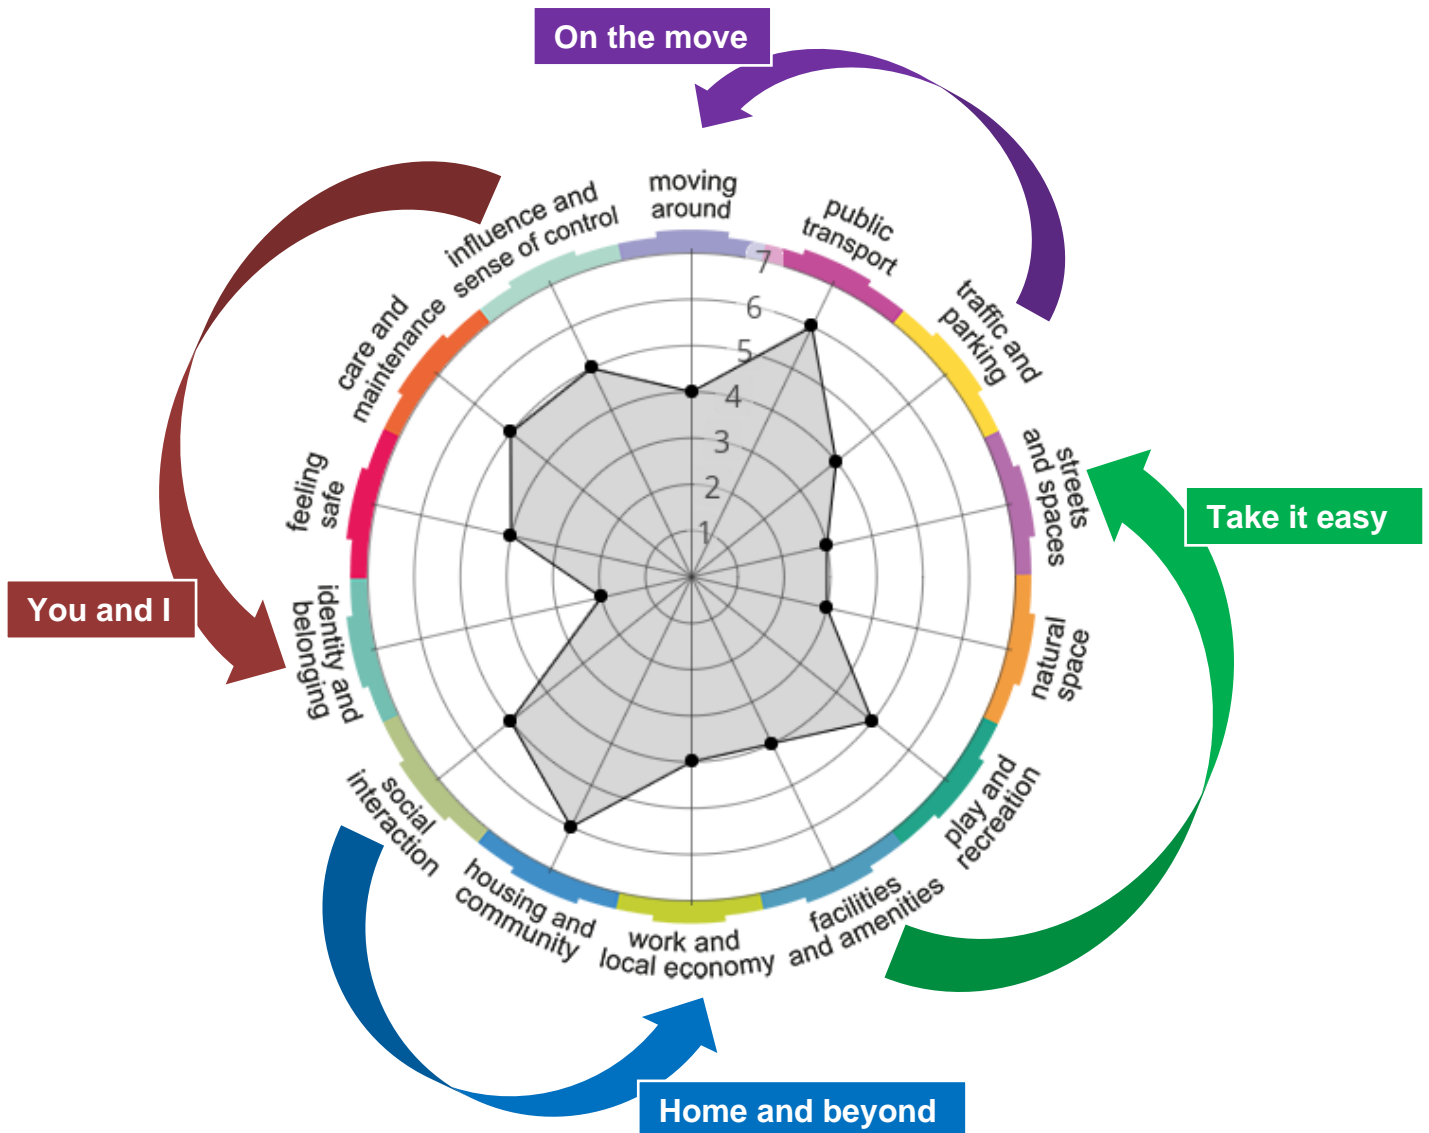 On the move
moving
around
public
transport
traffic and
parking
streets
and spaces
Take it easy
natural
space
play and
recreation
facilities
and amenities
work and
local economy
Home and beyond
housing and
community
social
interaction
identity and
belonging
You and I
feeling
safe
care and
maintenance
influence and
sense of control
7
6
5
4
3
2
1